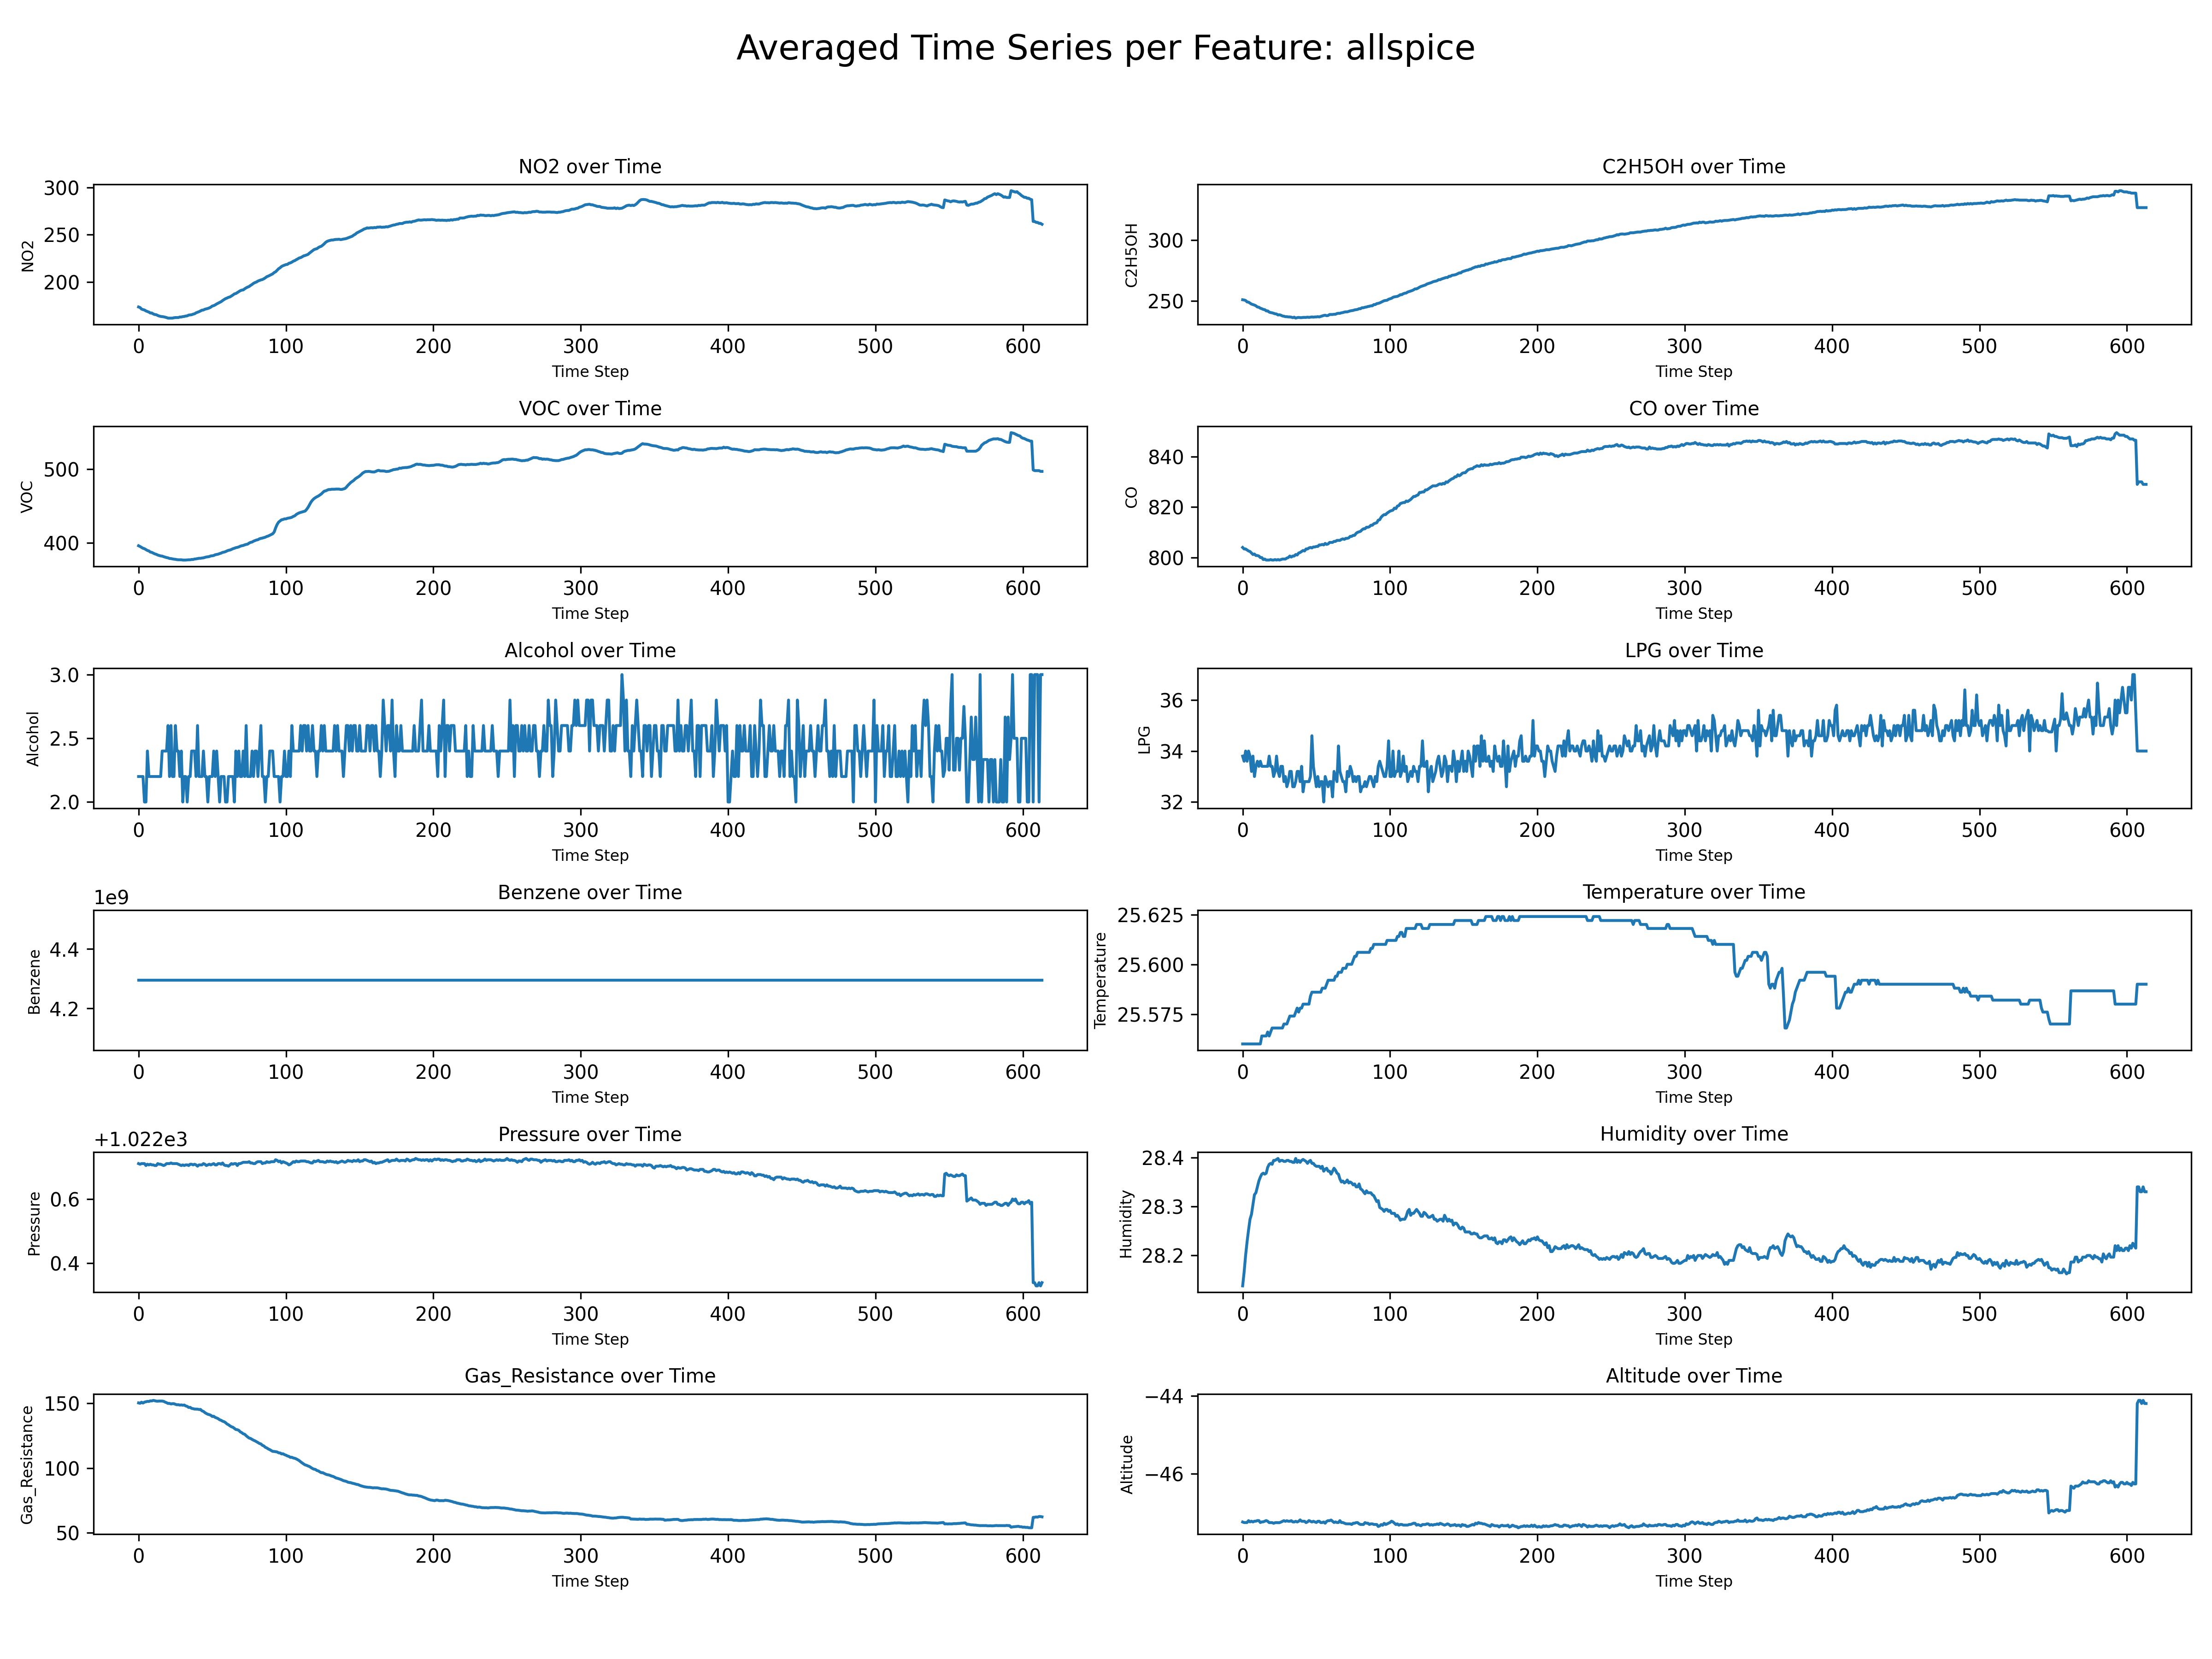 Averaged Time Series per Feature: allspice
NO2 over Time
NO2
300
250
200
0 100 200 300 400 500 600
Time Step
C2H5OH over Time
C2H5OH
300
250
0 100 200 300 400 500 600
Time Step
VOC over Time
VOC
500
400
0 100 200 300 400 500 600
Time Step
CO over Time
CO
840
820
800
0 100 200 300 400 500 600
Time Step
Alcohol over Time
Alcohol
3.0
2.5
2.0
0 100 200 300 400 500 600
Time Step
LPG over Time
LPG
36
34
32
0 100 200 300 400 500 600
Time Step
Benzene over Time
1e9
Benzene
4.4
4.2
0 100 200 300 400 500 600
Time Step
Temperature over Time
Temperature
25.625
25.600
25.575
0 100 200 300 400 500 600
Time Step
Pressure over Time
+1.022e3
Pressure
0.6
0.4
0 100 200 300 400 500 600
Time Step
Humidity over Time
Humidity
28.4
28.3
28.2
0 100 200 300 400 500 600
Time Step
Gas_Resistance over Time
Gas_Resistance
150
100
50
0 100 200 300 400 500 600
Time Step
Altitude over Time
Altitude
−44
−46
0 100 200 300 400 500 600
Time Step